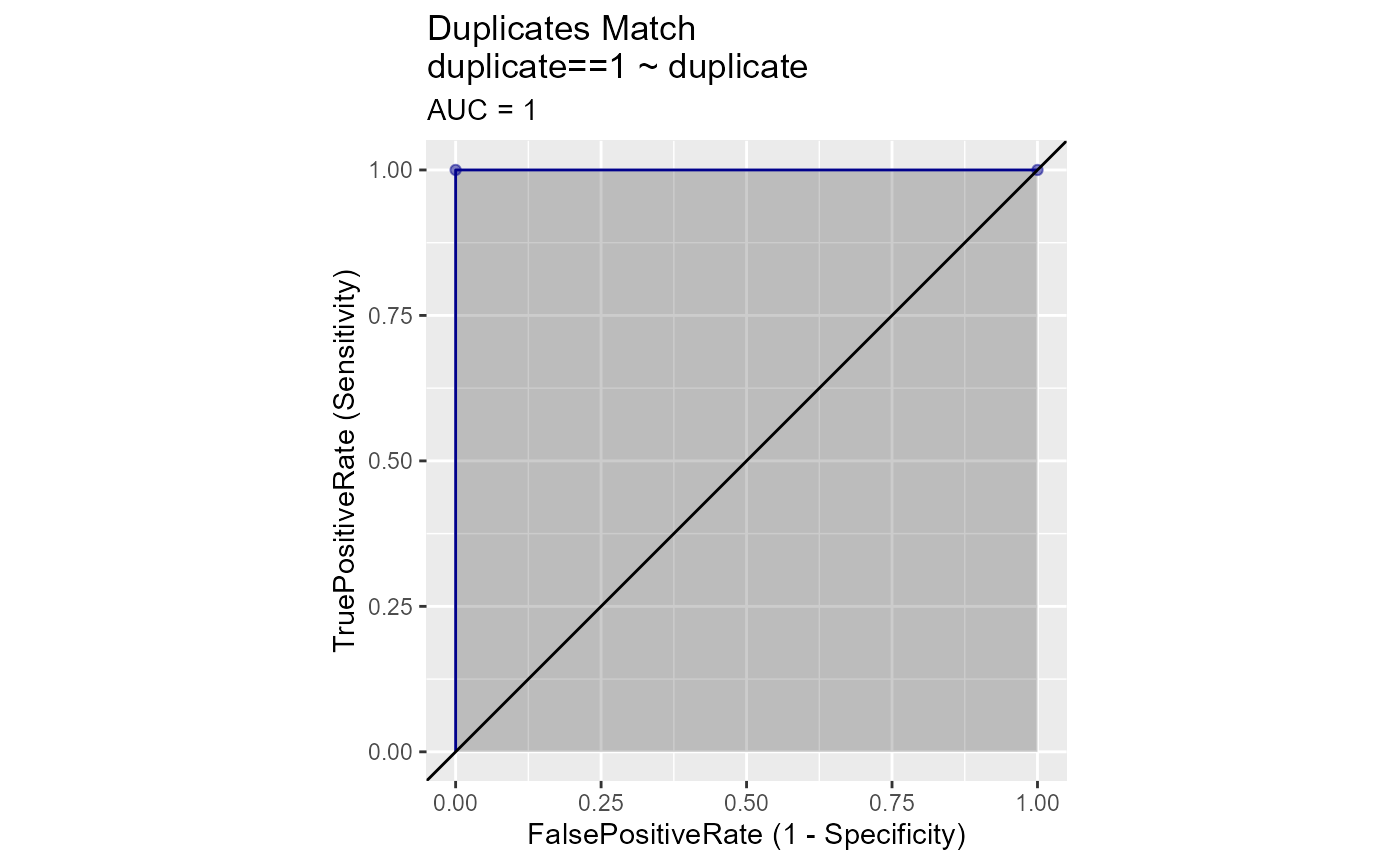 Duplicates Match
duplicate==1 ~ duplicate
AUC = 1
1.00
0.75
0.50
0.25
0.00
TruePositiveRate (Sensitivity)
0.00 0.25 0.50 0.75 1.00
FalsePositiveRate (1 - Specificity)